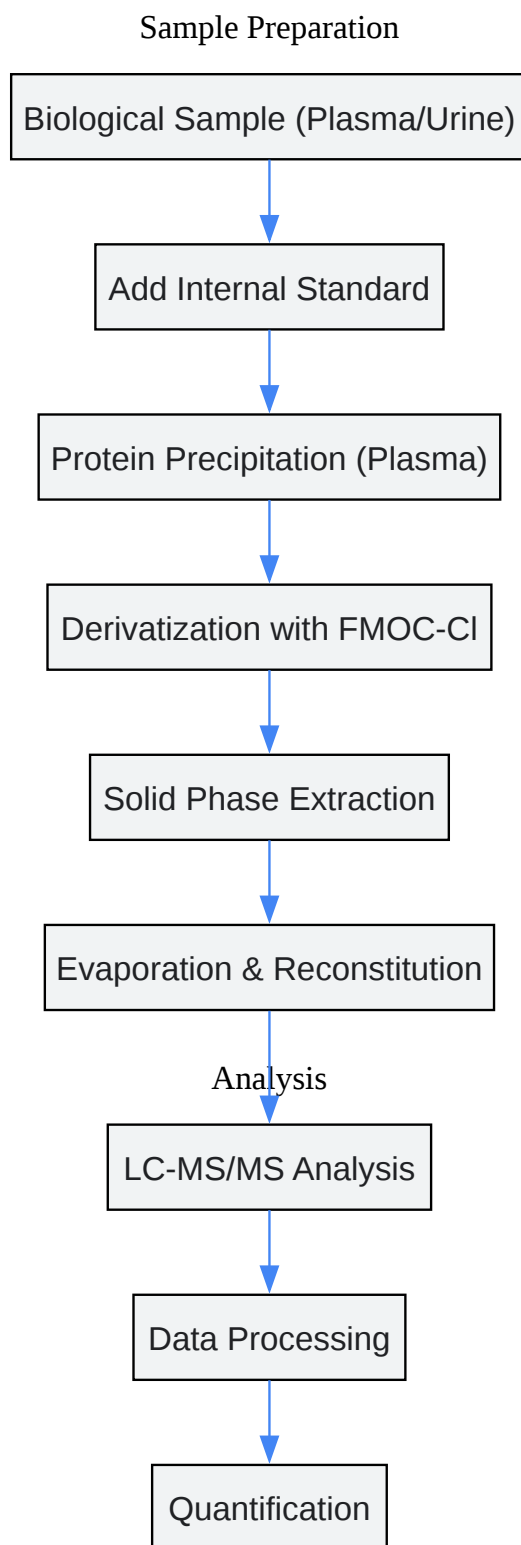 Sample Preparation
Biological Sample (Plasma/Urine)
Add Internal Standard
Protein Precipitation (Plasma)
Derivatization with FMOC-Cl
Solid Phase Extraction
Evaporation & Reconstitution
Analysis
LC-MS/MS Analysis
Data Processing
Quantification